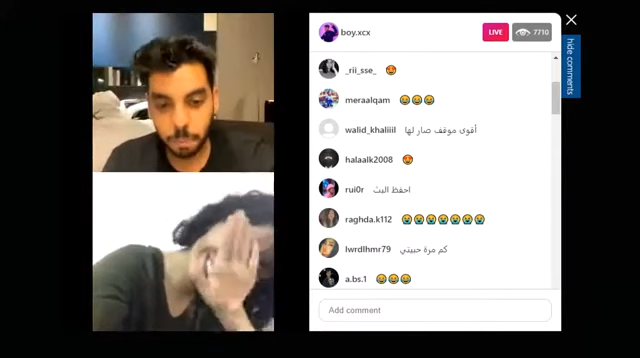 boy.xcx
LIVE
7710
hide comments
_rii_sse_
meraalqam
walid_khaliiil أقوى موقف صار لها
halaalk2008
rui0r احفظ البث
raghda.k112
lwrdlhmr79 كم مرة حبيتي
a.bs.1
Add comment